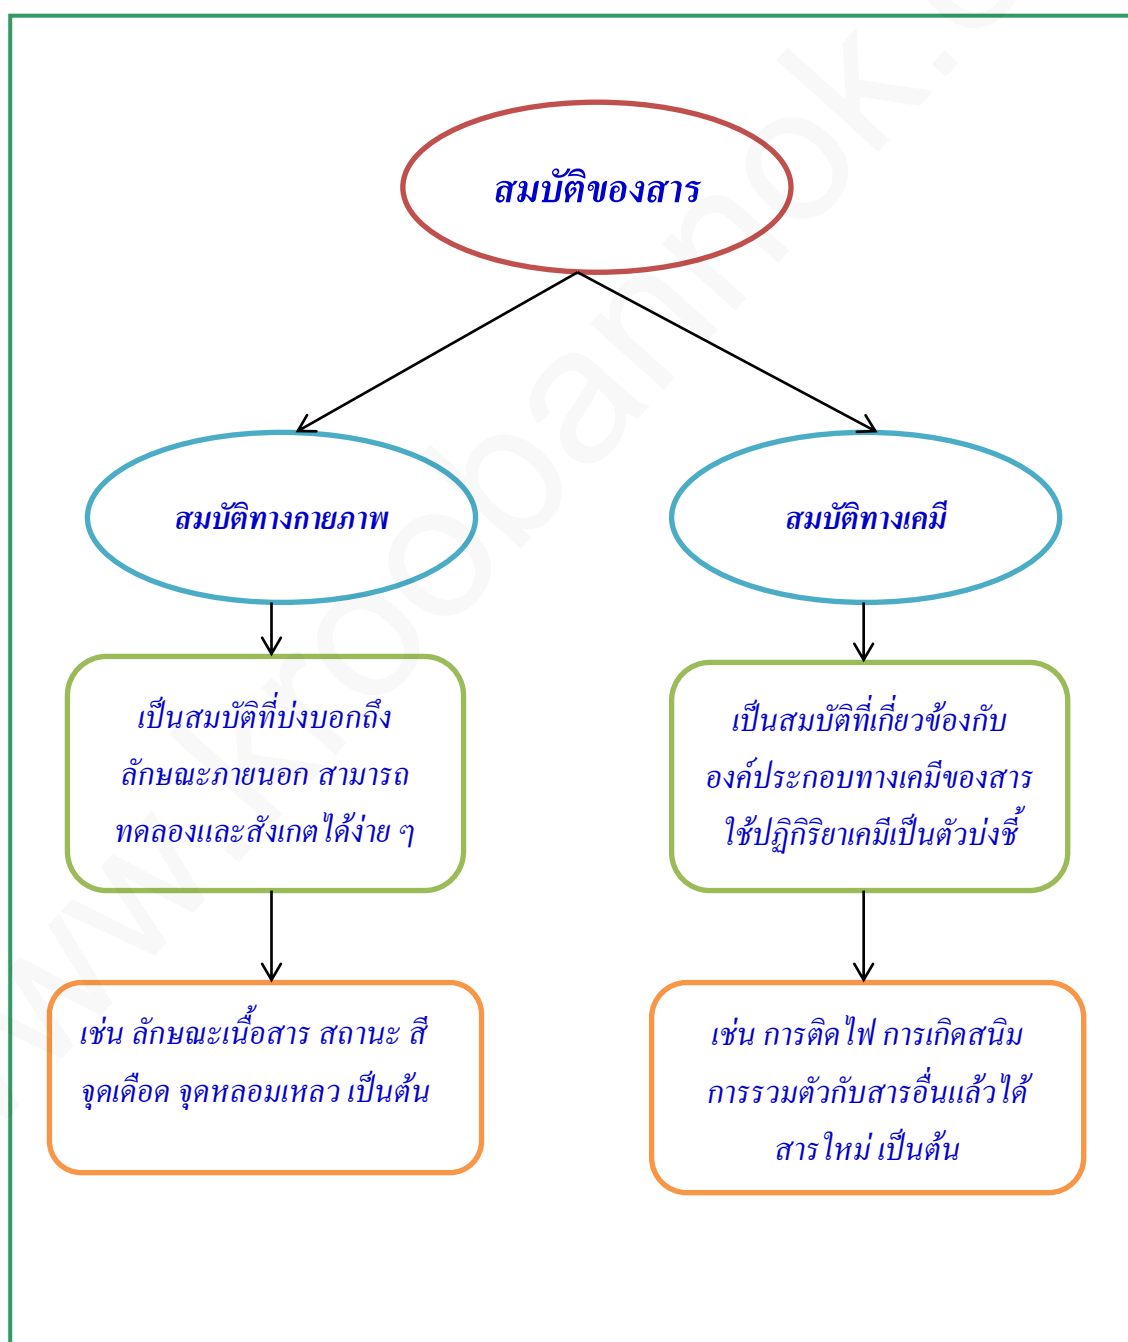 สมบัติของสาร
สมบัติทางกายภาพ
สมบัติทางเคมี
เป็นสมบัติที่บ่งบอกถึง
ลักษณะภายนอก สามารถ
ทดลองและสังเกตได้ง่าย ๆ
เป็นสมบัติที่เกี่ยวข้องกับ
องค์ประกอบทางเคมีของสาร
ใช้ปฏิกิริยาเคมีเป็นตัวบ่งชี้
เช่น ลักษณะเนื้อสาร สถานะ สี
จุดเดือด จุดหลอมเหลว เป็นต้น
เช่น การติดไฟ การเกิดสนิม
การรวมตัวกับสารอื่นแล้วได้
สารใหม่ เป็นต้น
www.kroobannok.